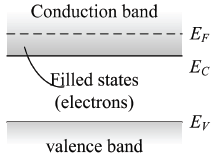 Conduction band
E_F
E_C
Filled states
(electrons)
E_V
valence band